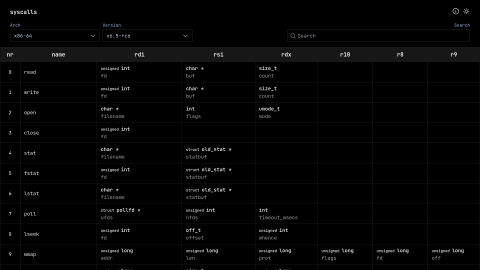 syscalls
Arch Version Search
x86-64 v6.5-rc6 Search
nr name rdi rsi rdx r10 r8 r9
0 read unsigned int fd char * buf size_t count
1 write unsigned int fd char * buf size_t count
2 open char * filename int flags umode_t mode
3 close unsigned int fd
4 stat char * filename struct old_stat * statbuf
5 fstat unsigned int fd struct old_stat * statbuf
6 lstat char * filename struct old_stat * statbuf
7 poll struct pollfd * ufds unsigned int nfds int timeout_msecs
8 lseek unsigned int fd off_t offset unsigned int whence
9 mmap unsigned long addr unsigned long len unsigned long prot unsigned long flags unsigned long fd unsigned long off